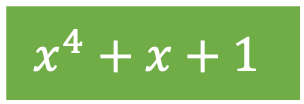 x⁴ + x + 1